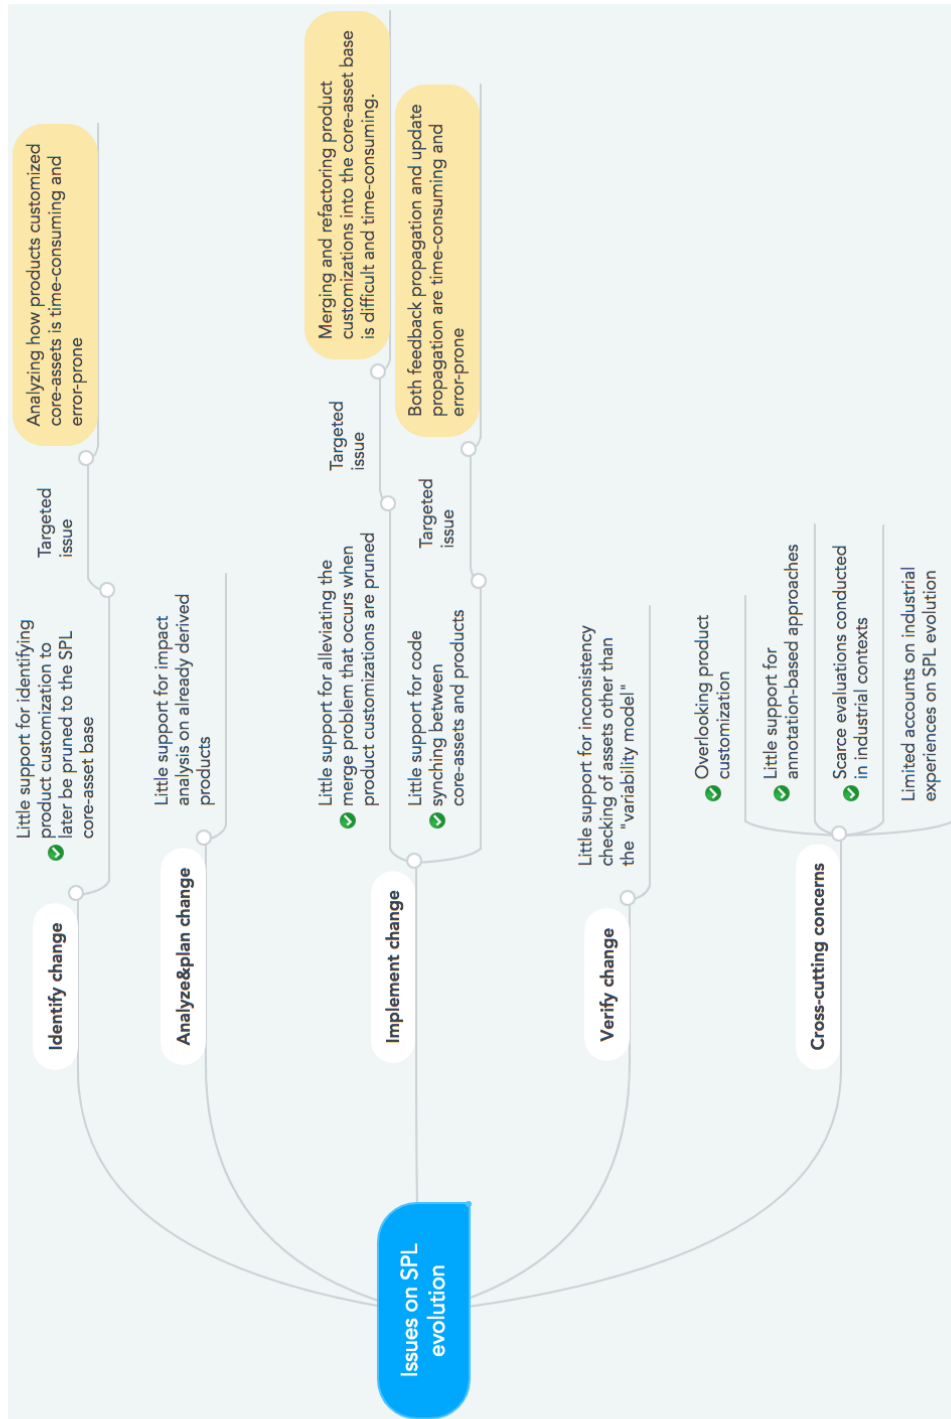 Issues on SPL
evolution
Identify change
Little support for identifying
product customization to
later be pruned to the SPL
core-asset base
Targeted
issue
Analyzing how products customized
core-assets is time-consuming and
error-prone
Analyze&plan change
Little support for impact
analysis on already derived
products
Implement change
Little support for alleviating the
merge problem that occurs when
product customizations are pruned
Targeted
issue
Merging and refactoring product
customizations into the core-asset base
is difficult and time-consuming.
Little support for code
synching between
core-assets and products
Targeted
issue
Both feedback propagation and update
propagation are time-consuming and
error-prone
Verify change
Little support for inconsistency
checking of assets other than
the "variability model"
Cross-cutting concerns
Overlooking product
customization
Little support for
annotation-based approaches
Scarce evaluations conducted
in industrial contexts
Limited accounts on industrial
experiences on SPL evolution